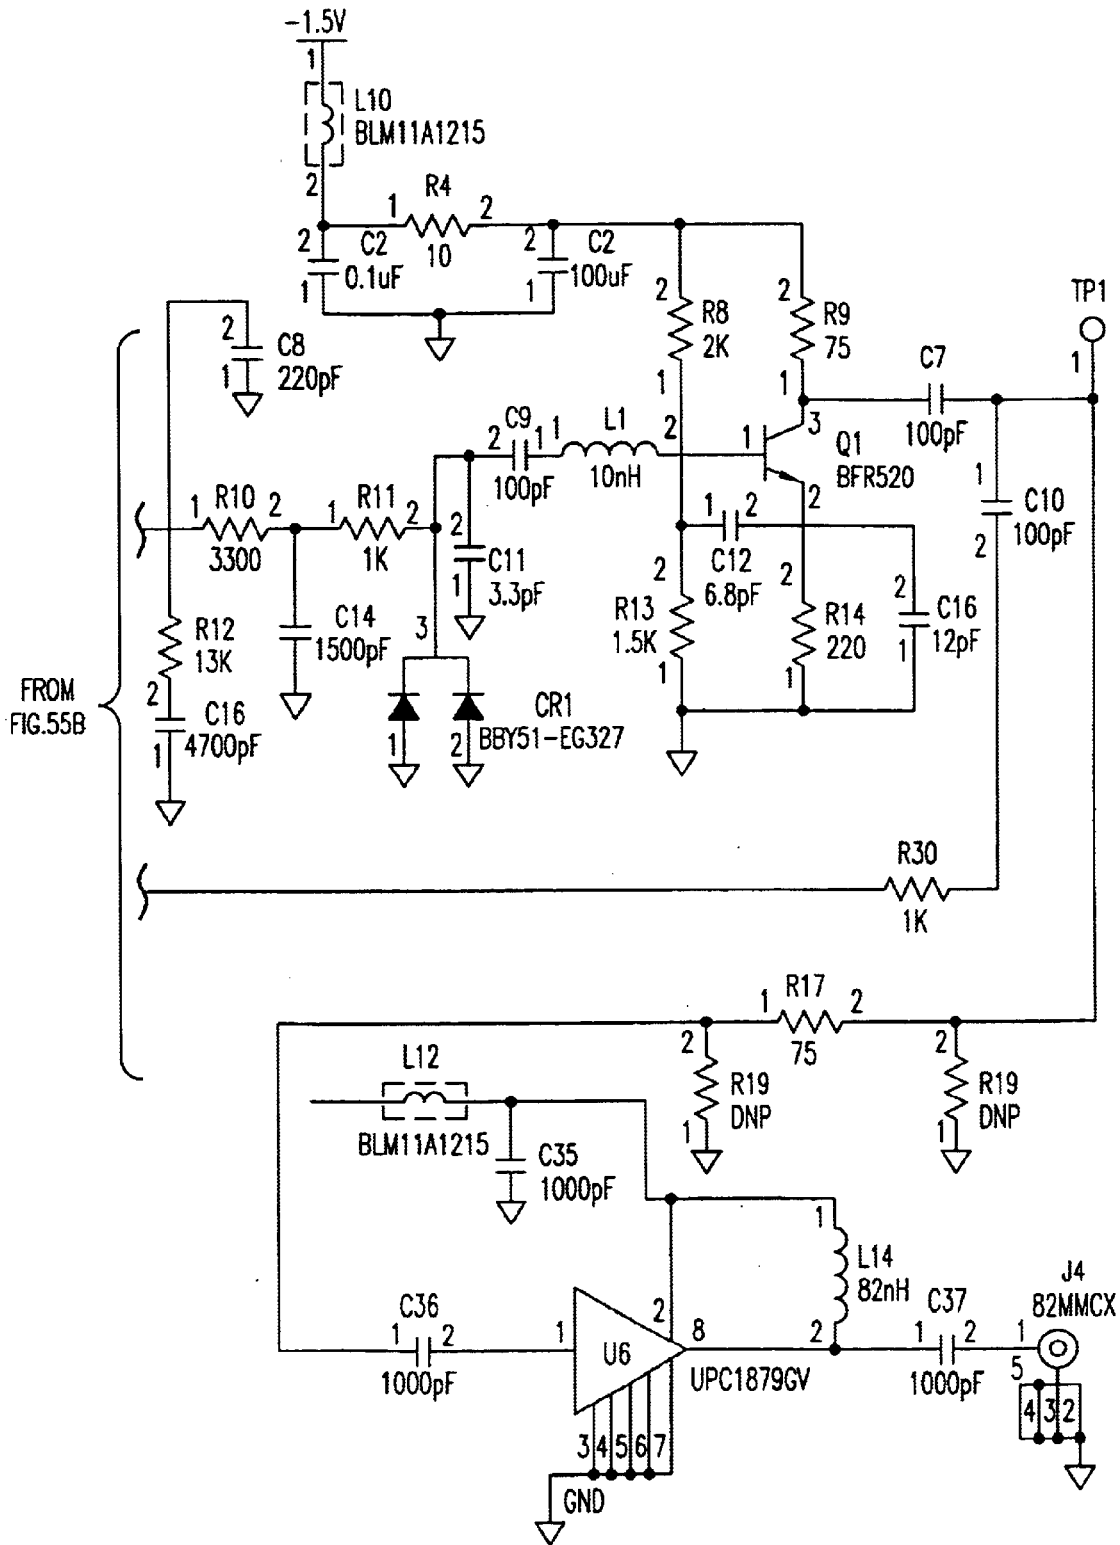 -1.5V
1
L10
BLM11A1215
2
1 R4 2
10
2 C2
0.1uF
1
2 C2
100uF
1
2 R8
2K
1
2 R9
75
1
TP1
1
2 C8
220pF
1
C7
100pF
2 C9 1
100pF
1 L1 2
10nH
1 3
Q1
BFR520
2
1
C10
100pF
2
1 R10 2
3300
1 R11 2
1K
2
C11
3.3pF
1
1 2
C12
6.8pF
2
R13
1.5K
1
2
R14
220
1
2
C16
12pF
1
R12
13K
2 C16
4700pF
1
C14
1500pF
3
CR1
BBY51-EG327
1 2
FROM
FIG.55B
R30
1K
1 R17 2
75
2
R19
DNP
1
2
R19
DNP
1
L12
BLM11A1215
C35
1000pF
1
L14
82nH
2
C36
1 2
1000pF
1 U6 2 8
UPC1879GV
3 4 5 6 7
GND
C37
1 2
1000pF
J4
82MMCX
1
5
4 3 2